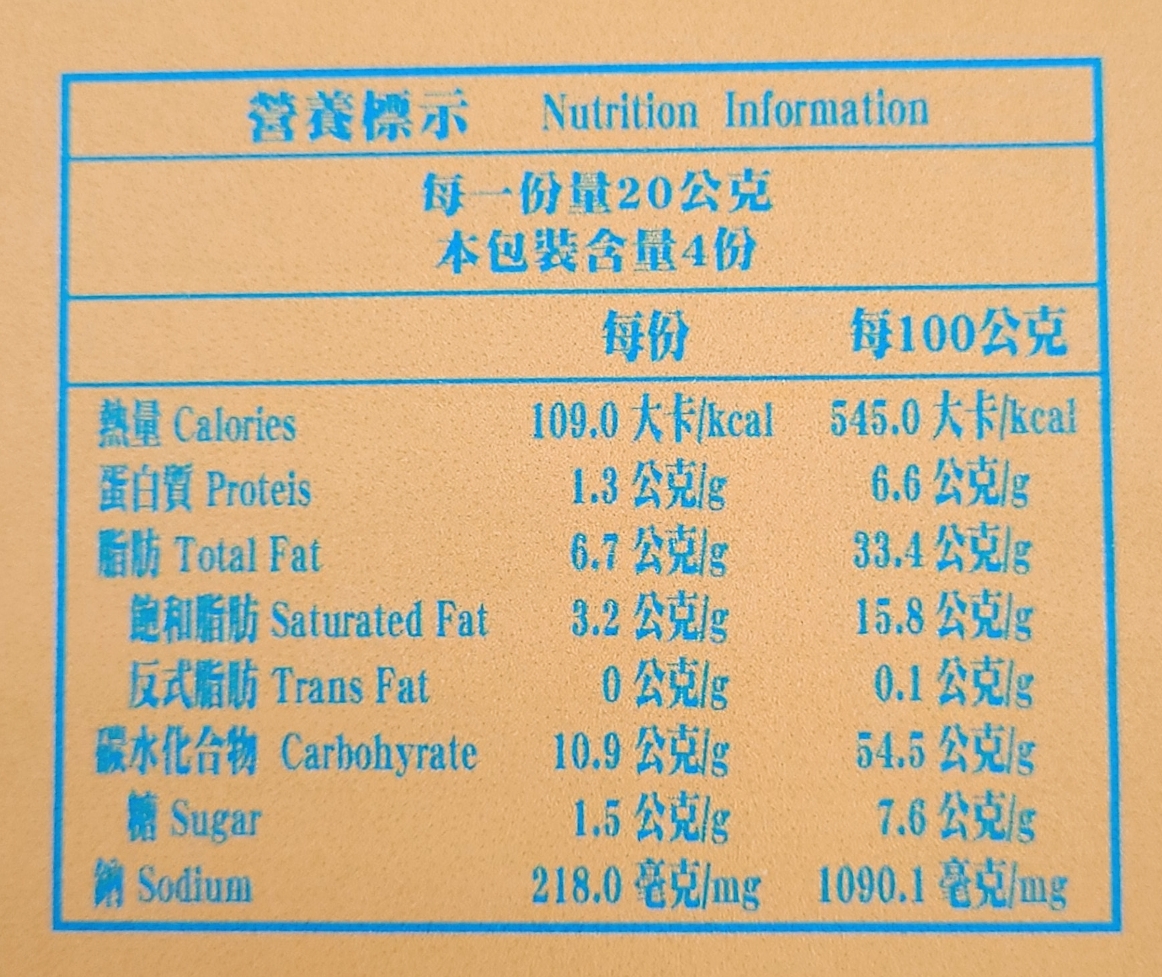 營養標示 Nutrition Information
每一份量20公克
本包裝含量4份
每份 每100公克
熱量 Calories 109.0 大卡/kcal 545.0 大卡/kcal
蛋白質 Proteis 1.3 公克/g 6.6 公克/g
脂肪 Total Fat 6.7 公克/g 33.4 公克/g
飽和脂肪 Saturated Fat 3.2 公克/g 15.8 公克/g
反式脂肪 Trans Fat 0 公克/g 0.1 公克/g
碳水化合物 Carbohyrate 10.9 公克/g 54.5 公克/g
糖 Sugar 1.5 公克/g 7.6 公克/g
鈉 Sodium 218.0 毫克/mg 1090.1 毫克/mg